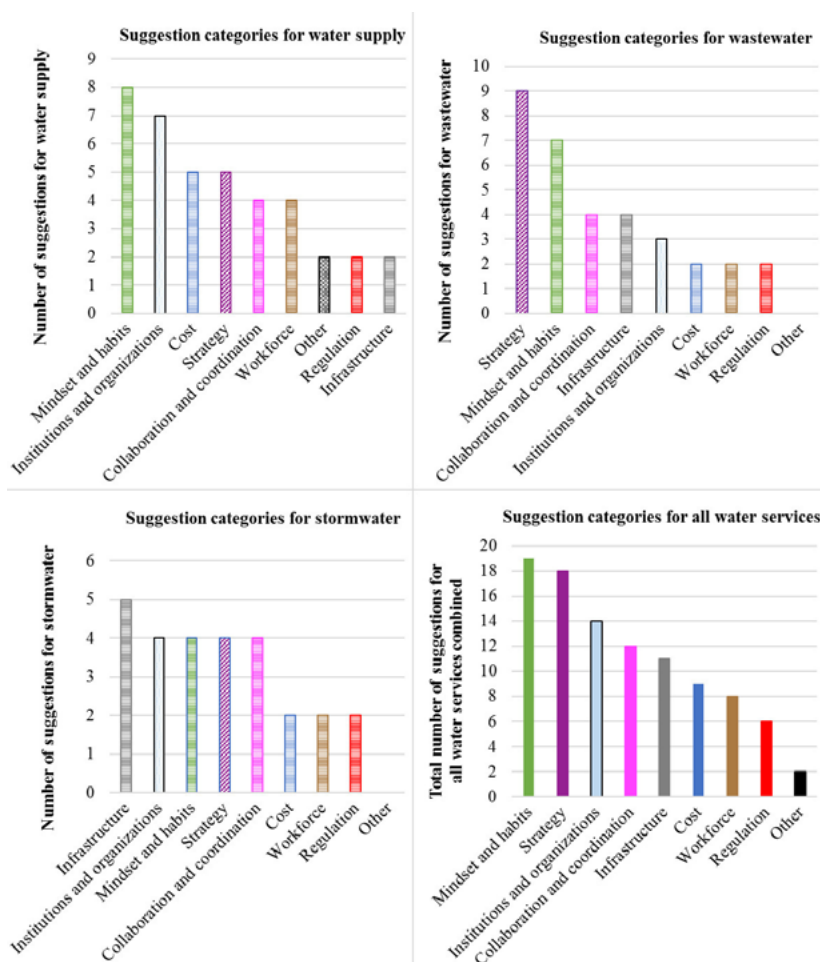 Suggestion categories for water supply
Number of suggestions for water
supply
9
8
7
6
5
4
3
2
1
0
Mindset and habits
Institutions and organizations
Cost
Strategy
Collaboration and coordination
Workforce
Other
Regulation
Infrastructure
Suggestion categories for wastewater
Number of suggestions for wastewater
10
9
8
7
6
5
4
3
2
1
0
Strategy
Mindset and habits
Collaboration and coordination
Infrastructure
Institutions and organizations
Cost
Workforce
Regulation
Other
Suggestion categories for stormwater
Number of suggestions for stormwater
6
5
4
3
2
1
0
Infrastructure
Institutions and organizations
Mindset and habits
Strategy
Collaboration and coordination
Cost
Workforce
Regulation
Other
Suggestion categories for all water services
Total number of suggestions for
all water services combined
20
18
16
14
12
10
8
6
4
2
0
Mindset and habits
Strategy
Institutions and organizations
Collaboration and coordination
Infrastructure
Cost
Workforce
Regulation
Other